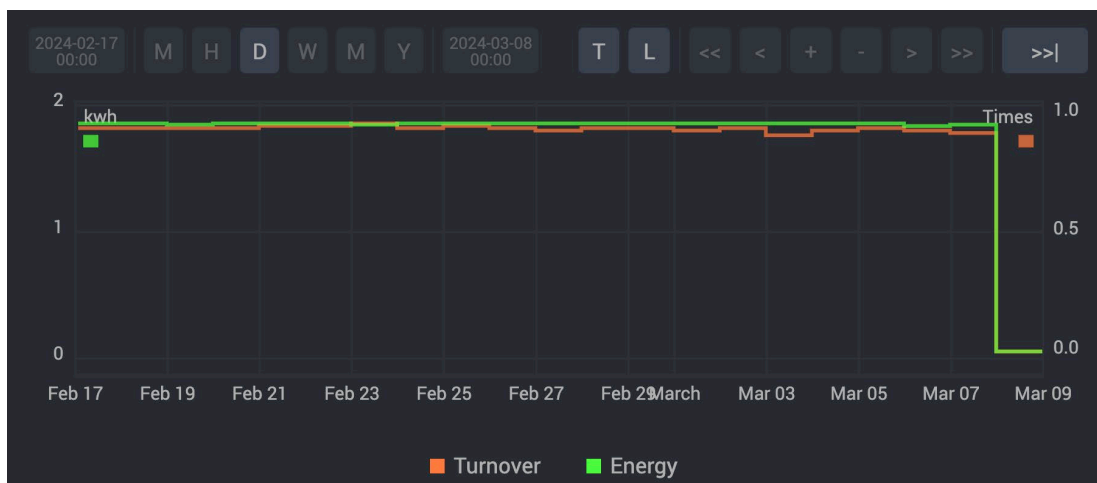 2024-02-17
00:00
M H D W M Y
2024-03-08
00:00
T L << < + - > >> >>|
2
kwh
Times
1.0
1
0.5
0
0.0
Feb 17 Feb 19 Feb 21 Feb 23 Feb 25 Feb 27 Feb 29 March Mar 03 Mar 05 Mar 07 Mar 09
Turnover Energy